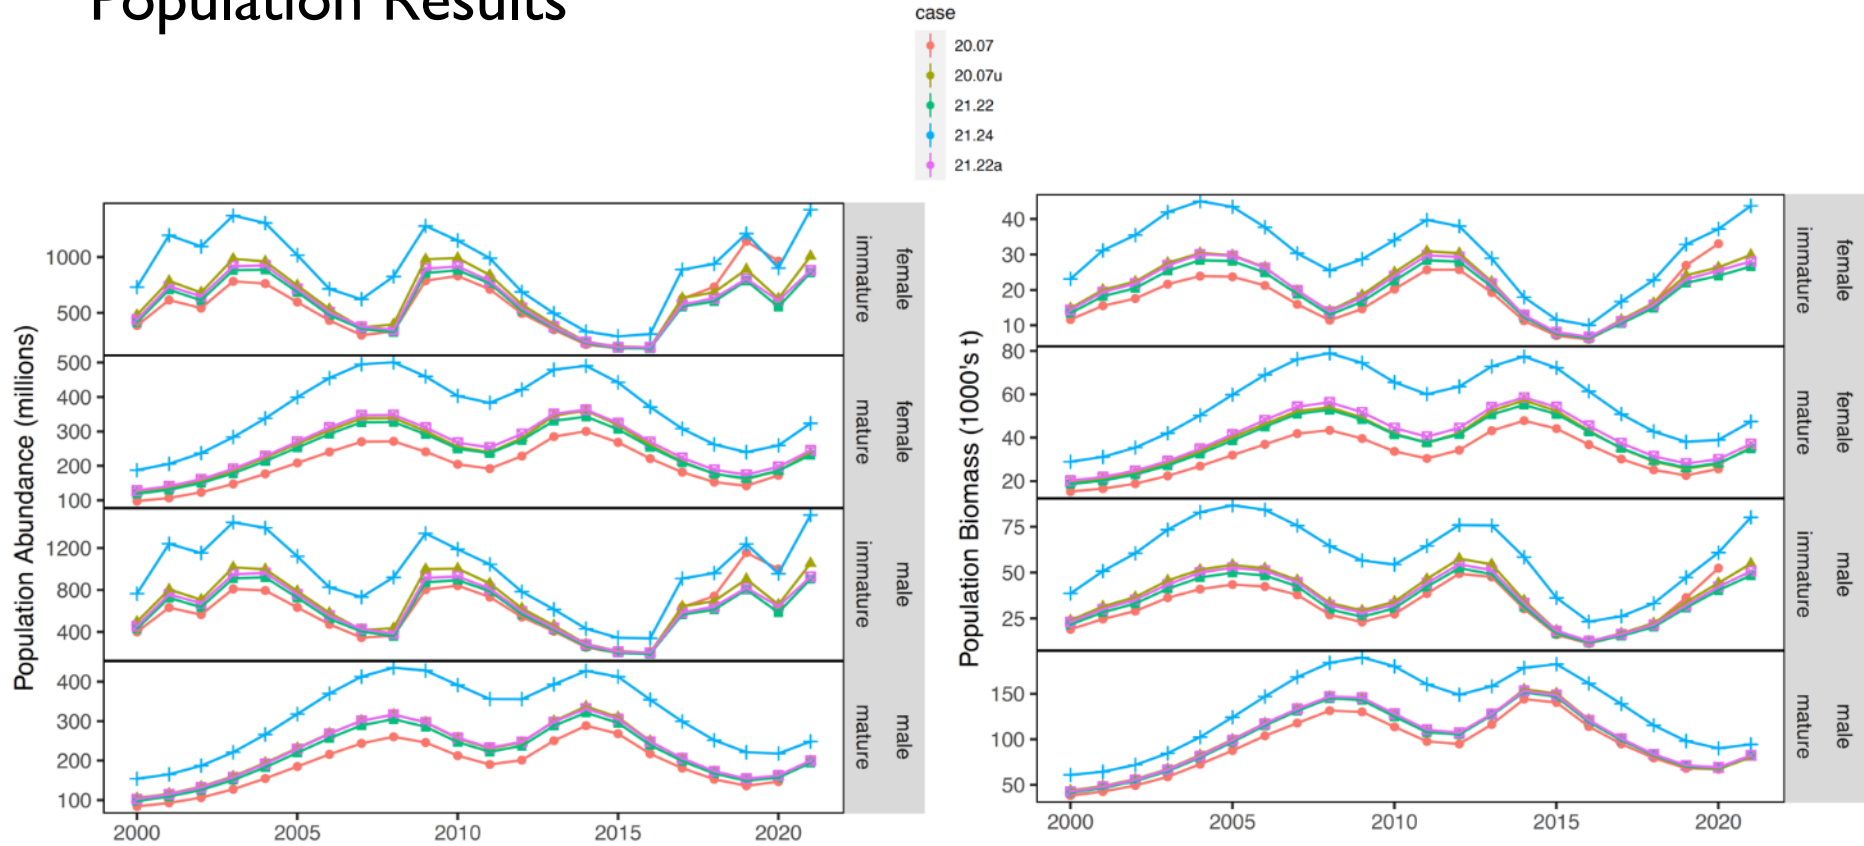 Population Results
case
20.07
20.07u
21.22
21.24
21.22a
Population Abundance (millions)
1000
500
immature
female
500
400
300
200
100
mature
female
1200
800
400
immature
male
400
300
200
100
mature
male
2000
2005
2010
2015
2020
Population Biomass (1000's t)
40
30
20
10
immature
female
80
60
40
20
mature
female
75
50
25
immature
male
150
100
50
mature
male
2000
2005
2010
2015
2020